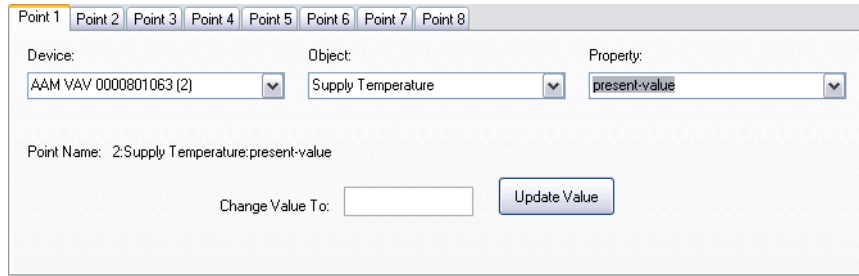 Point 1 Point 2 Point 3 Point 4 Point 5 Point 6 Point 7 Point 8
Device: Object: Property:
AAM VAV 0000801063 (2) Supply Temperature present-value
Point Name: 2:Supply Temperature:present-value
Change Value To: Update Value